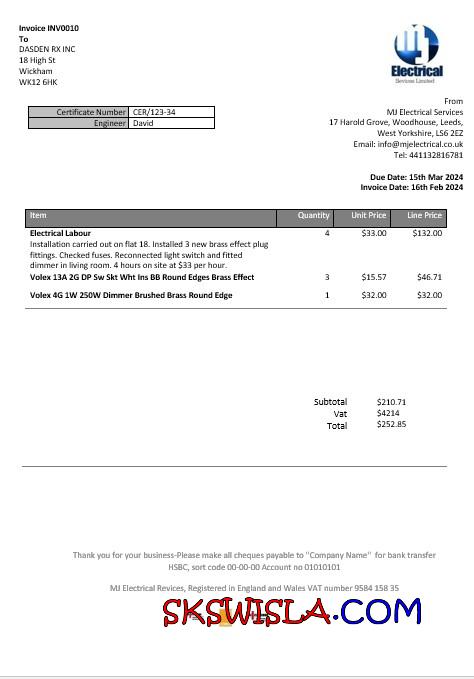 Invoice INV0010
To
DASDEN RX INC
18 High St
Wickham
WK12 6HK
Electrical
Services Limited
Certificate Number CER/123-34
Engineer David
From
MJ Electrical Services
17 Harold Grove, Woodhouse, Leeds,
West Yorkshire, LS6 2EZ
Email: info@mjelectrical.co.uk
Tel: 441132816781
Due Date: 15th Mar 2024
Invoice Date: 16th Feb 2024
Item Quantity Unit Price Line Price
Electrical Labour 4 $33.00 $132.00
Installation carried out on flat 18. Installed 3 new brass effect plug
fittings. Checked fuses. Reconnected light switch and fitted
dimmer in living room. 4 hours on site at $33 per hour.
Volex 13A 2G DP Sw Skt Wht Ins BB Round Edges Brass Effect 3 $15.57 $46.71
Volex 4G 1W 250W Dimmer Brushed Brass Round Edge 1 $32.00 $32.00
Subtotal $210.71
Vat $4214
Total $252.85
Thank you for your business-Please make all cheques payable to "Company Name" for bank transfer
HSBC, sort code 00-00-00 Account no 01010101
MJ Electrical Revices, Registered in England and Wales VAT number 9584 158 35
SKSWISLA.COM